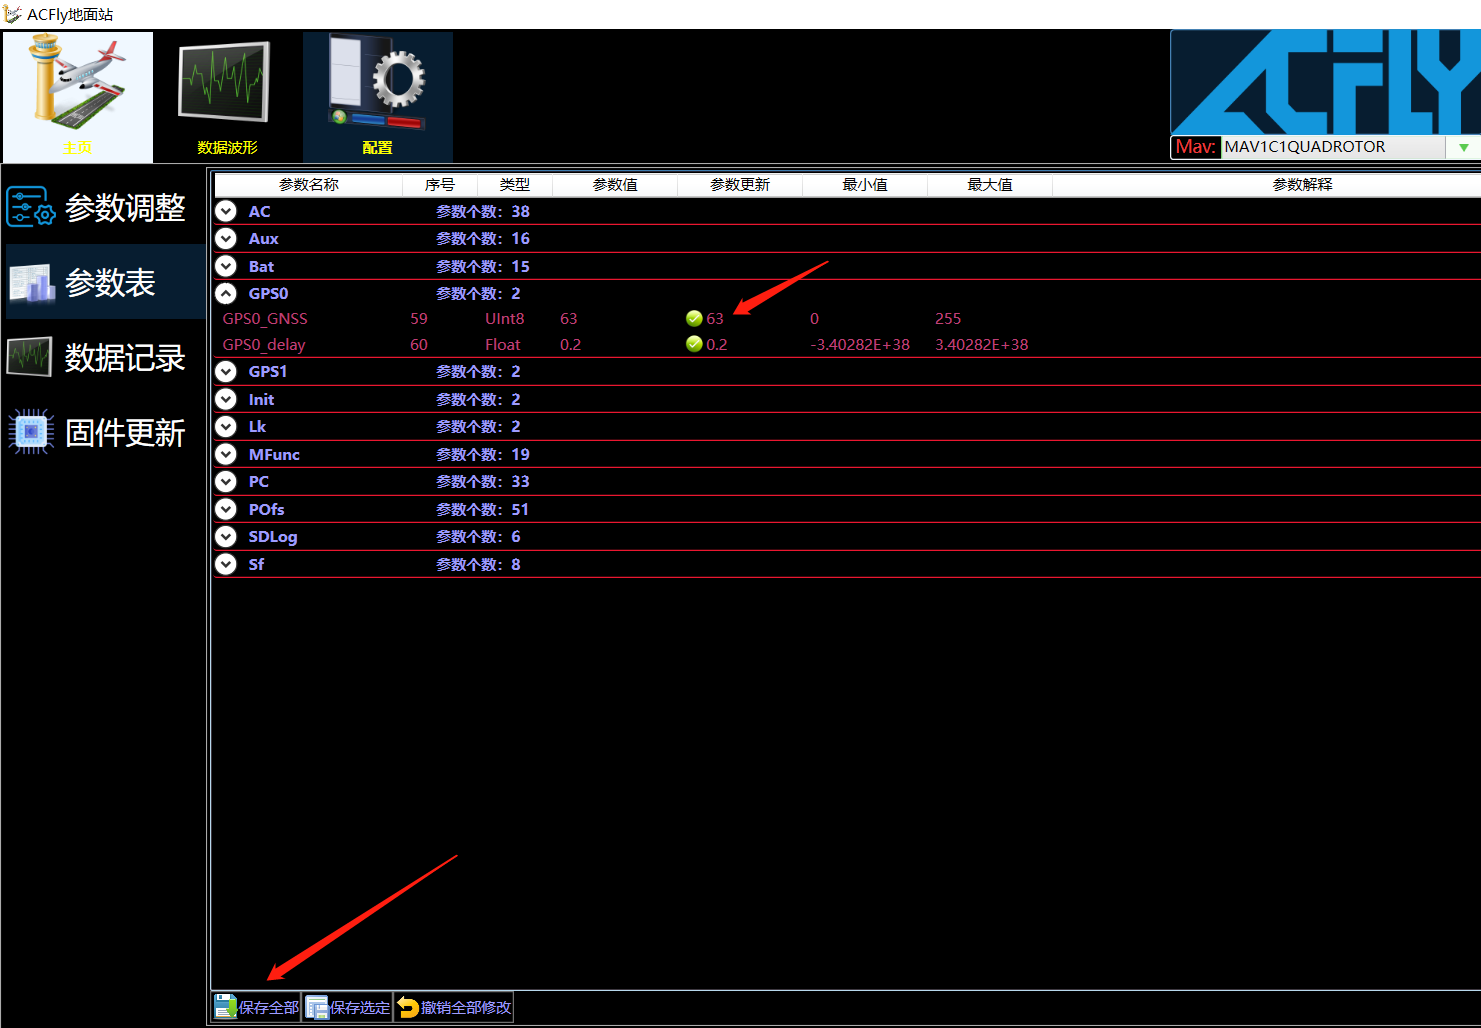 ACFly地面站
主页 数据波形 配置
ACFLY
Mav: MAV1C1QUADROTOR
参数调整
参数表
数据记录
固件更新
参数名称 序号 类型 参数值 参数更新 最小值 最大值 参数解释
AC 参数个数：38
Aux 参数个数：16
Bat 参数个数：15
GPS0 参数个数：2
GPS0_GNSS 59 UInt8 63 63 0 255
GPS0_delay 60 Float 0.2 0.2 -3.40282E+38 3.40282E+38
GPS1 参数个数：2
Init 参数个数：2
Lk 参数个数：2
MFunc 参数个数：19
PC 参数个数：33
POfs 参数个数：51
SDLog 参数个数：6
Sf 参数个数：8
保存全部 保存选定 撤销全部修改